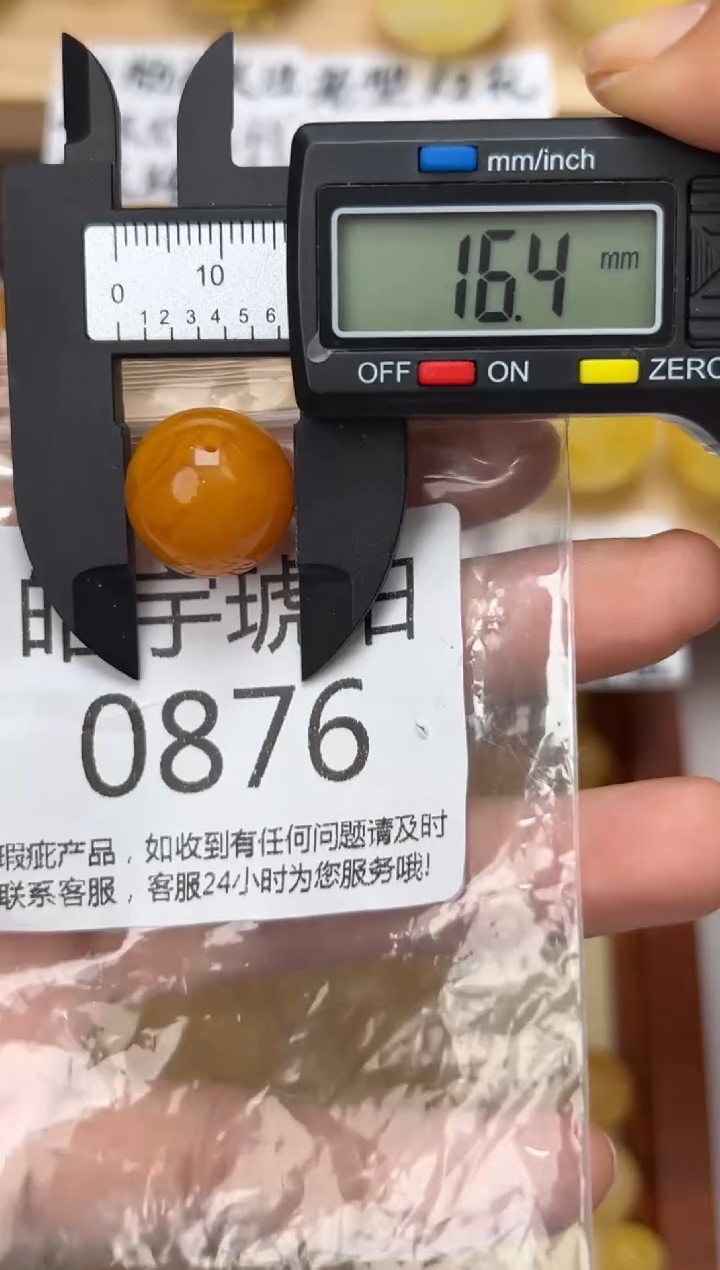 mm/inch
16.4 mm
0 10
1 2 3 4 5 6
OFF ON ZERO
宇琥
0876
瑕疵产品，如收到有任何问题请及时
联系客服，客服24小时为您服务哦!